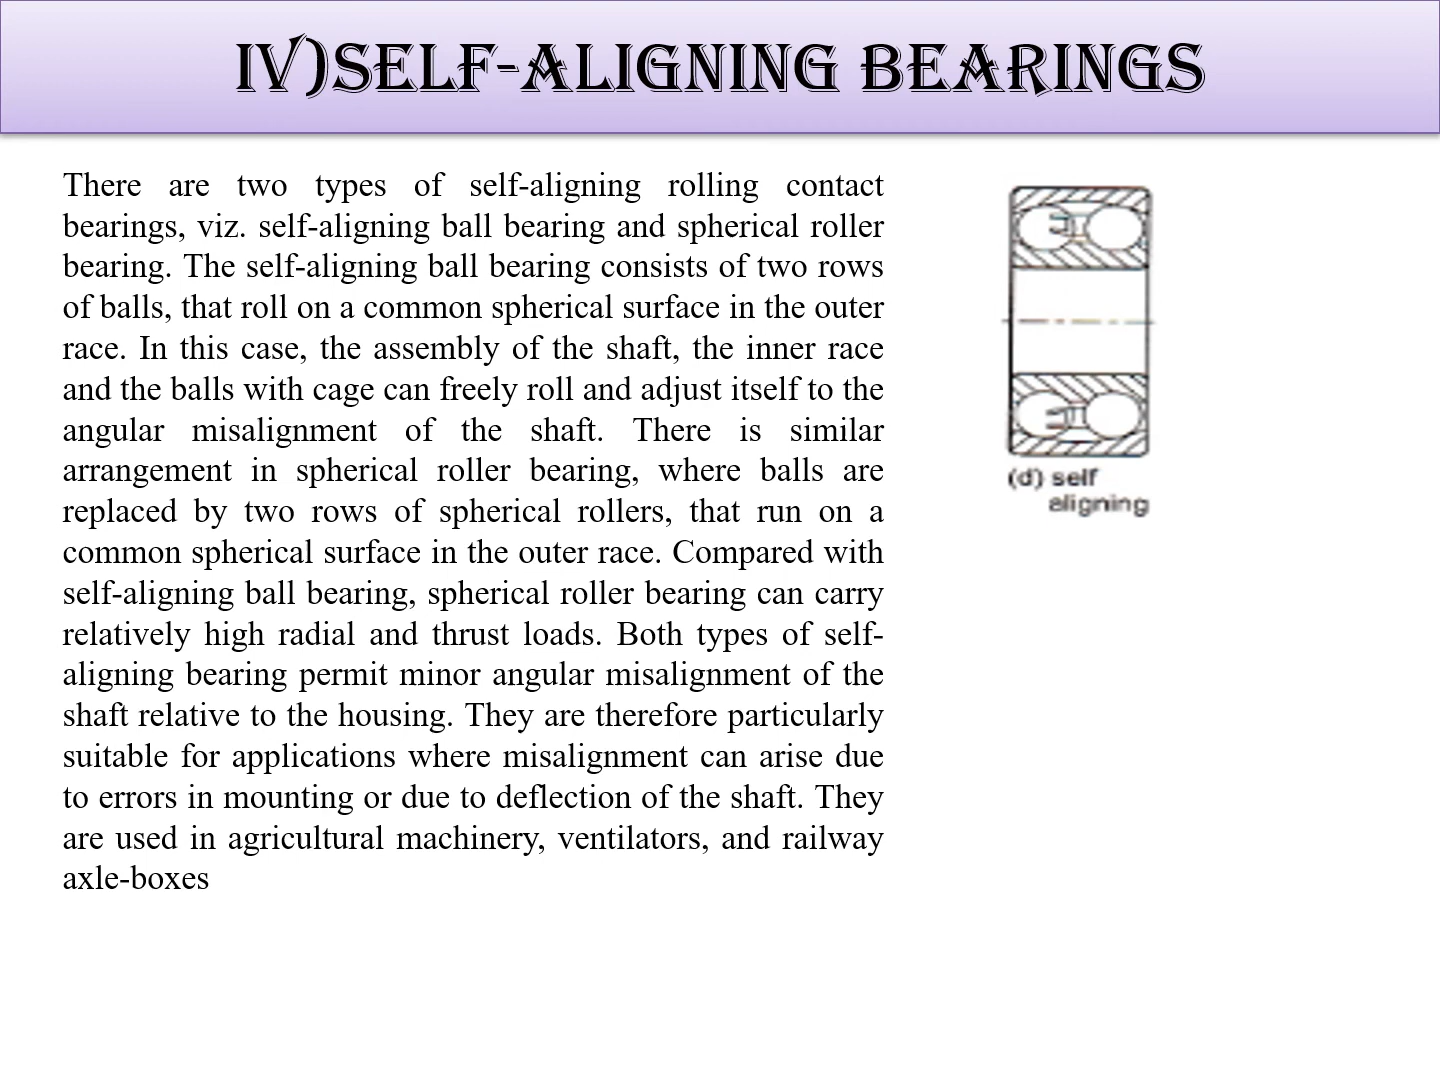 IV)SELF-ALIGNING BEARINGS
There are two types of self-aligning rolling contact
bearings, viz. self-aligning ball bearing and spherical roller
bearing. The self-aligning ball bearing consists of two rows
of balls, that roll on a common spherical surface in the outer
race. In this case, the assembly of the shaft, the inner race
and the balls with cage can freely roll and adjust itself to the
angular misalignment of the shaft. There is similar
arrangement in spherical roller bearing, where balls are
replaced by two rows of spherical rollers, that run on a
common spherical surface in the outer race. Compared with
self-aligning ball bearing, spherical roller bearing can carry
relatively high radial and thrust loads. Both types of self-
aligning bearing permit minor angular misalignment of the
shaft relative to the housing. They are therefore particularly
suitable for applications where misalignment can arise due
to errors in mounting or due to deflection of the shaft. They
are used in agricultural machinery, ventilators, and railway
axle-boxes
(d) self
aligning